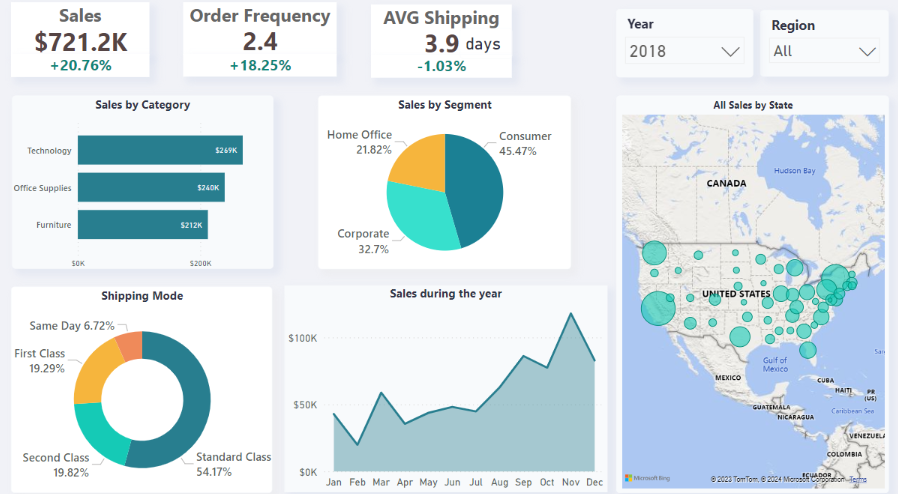 Sales
$721.2K
+20.76%
Order Frequency
2.4
+18.25%
AVG Shipping
3.9 days
-1.03%
Year
2018
Region
All
Sales by Category
Technology
$269K
Office Supplies
$240K
Furniture
$212K
$0K
$200K
Sales by Segment
Home Office
21.82%
Consumer
45.47%
Corporate
32.7%
All Sales by State
Hudson Bay
CANADA
UNITED STATES
Gulf of
Mexico
MEXICO
CUBA
HAITI
PR
(US)
GUATEMALA
NICARAGUA
Caribbean Sea
VENEZUELA
COLOMBIA
ECUADOR
Microsoft Bing
© 2023 TomTom, © 2024 Microsoft Corporation Terms
Shipping Mode
Same Day 6.72%
First Class
19.29%
Second Class
19.82%
Standard Class
54.17%
Sales during the year
$100K
$50K
$0K
Jan Feb Mar Apr May Jun Jul Aug Sep Oct Nov Dec